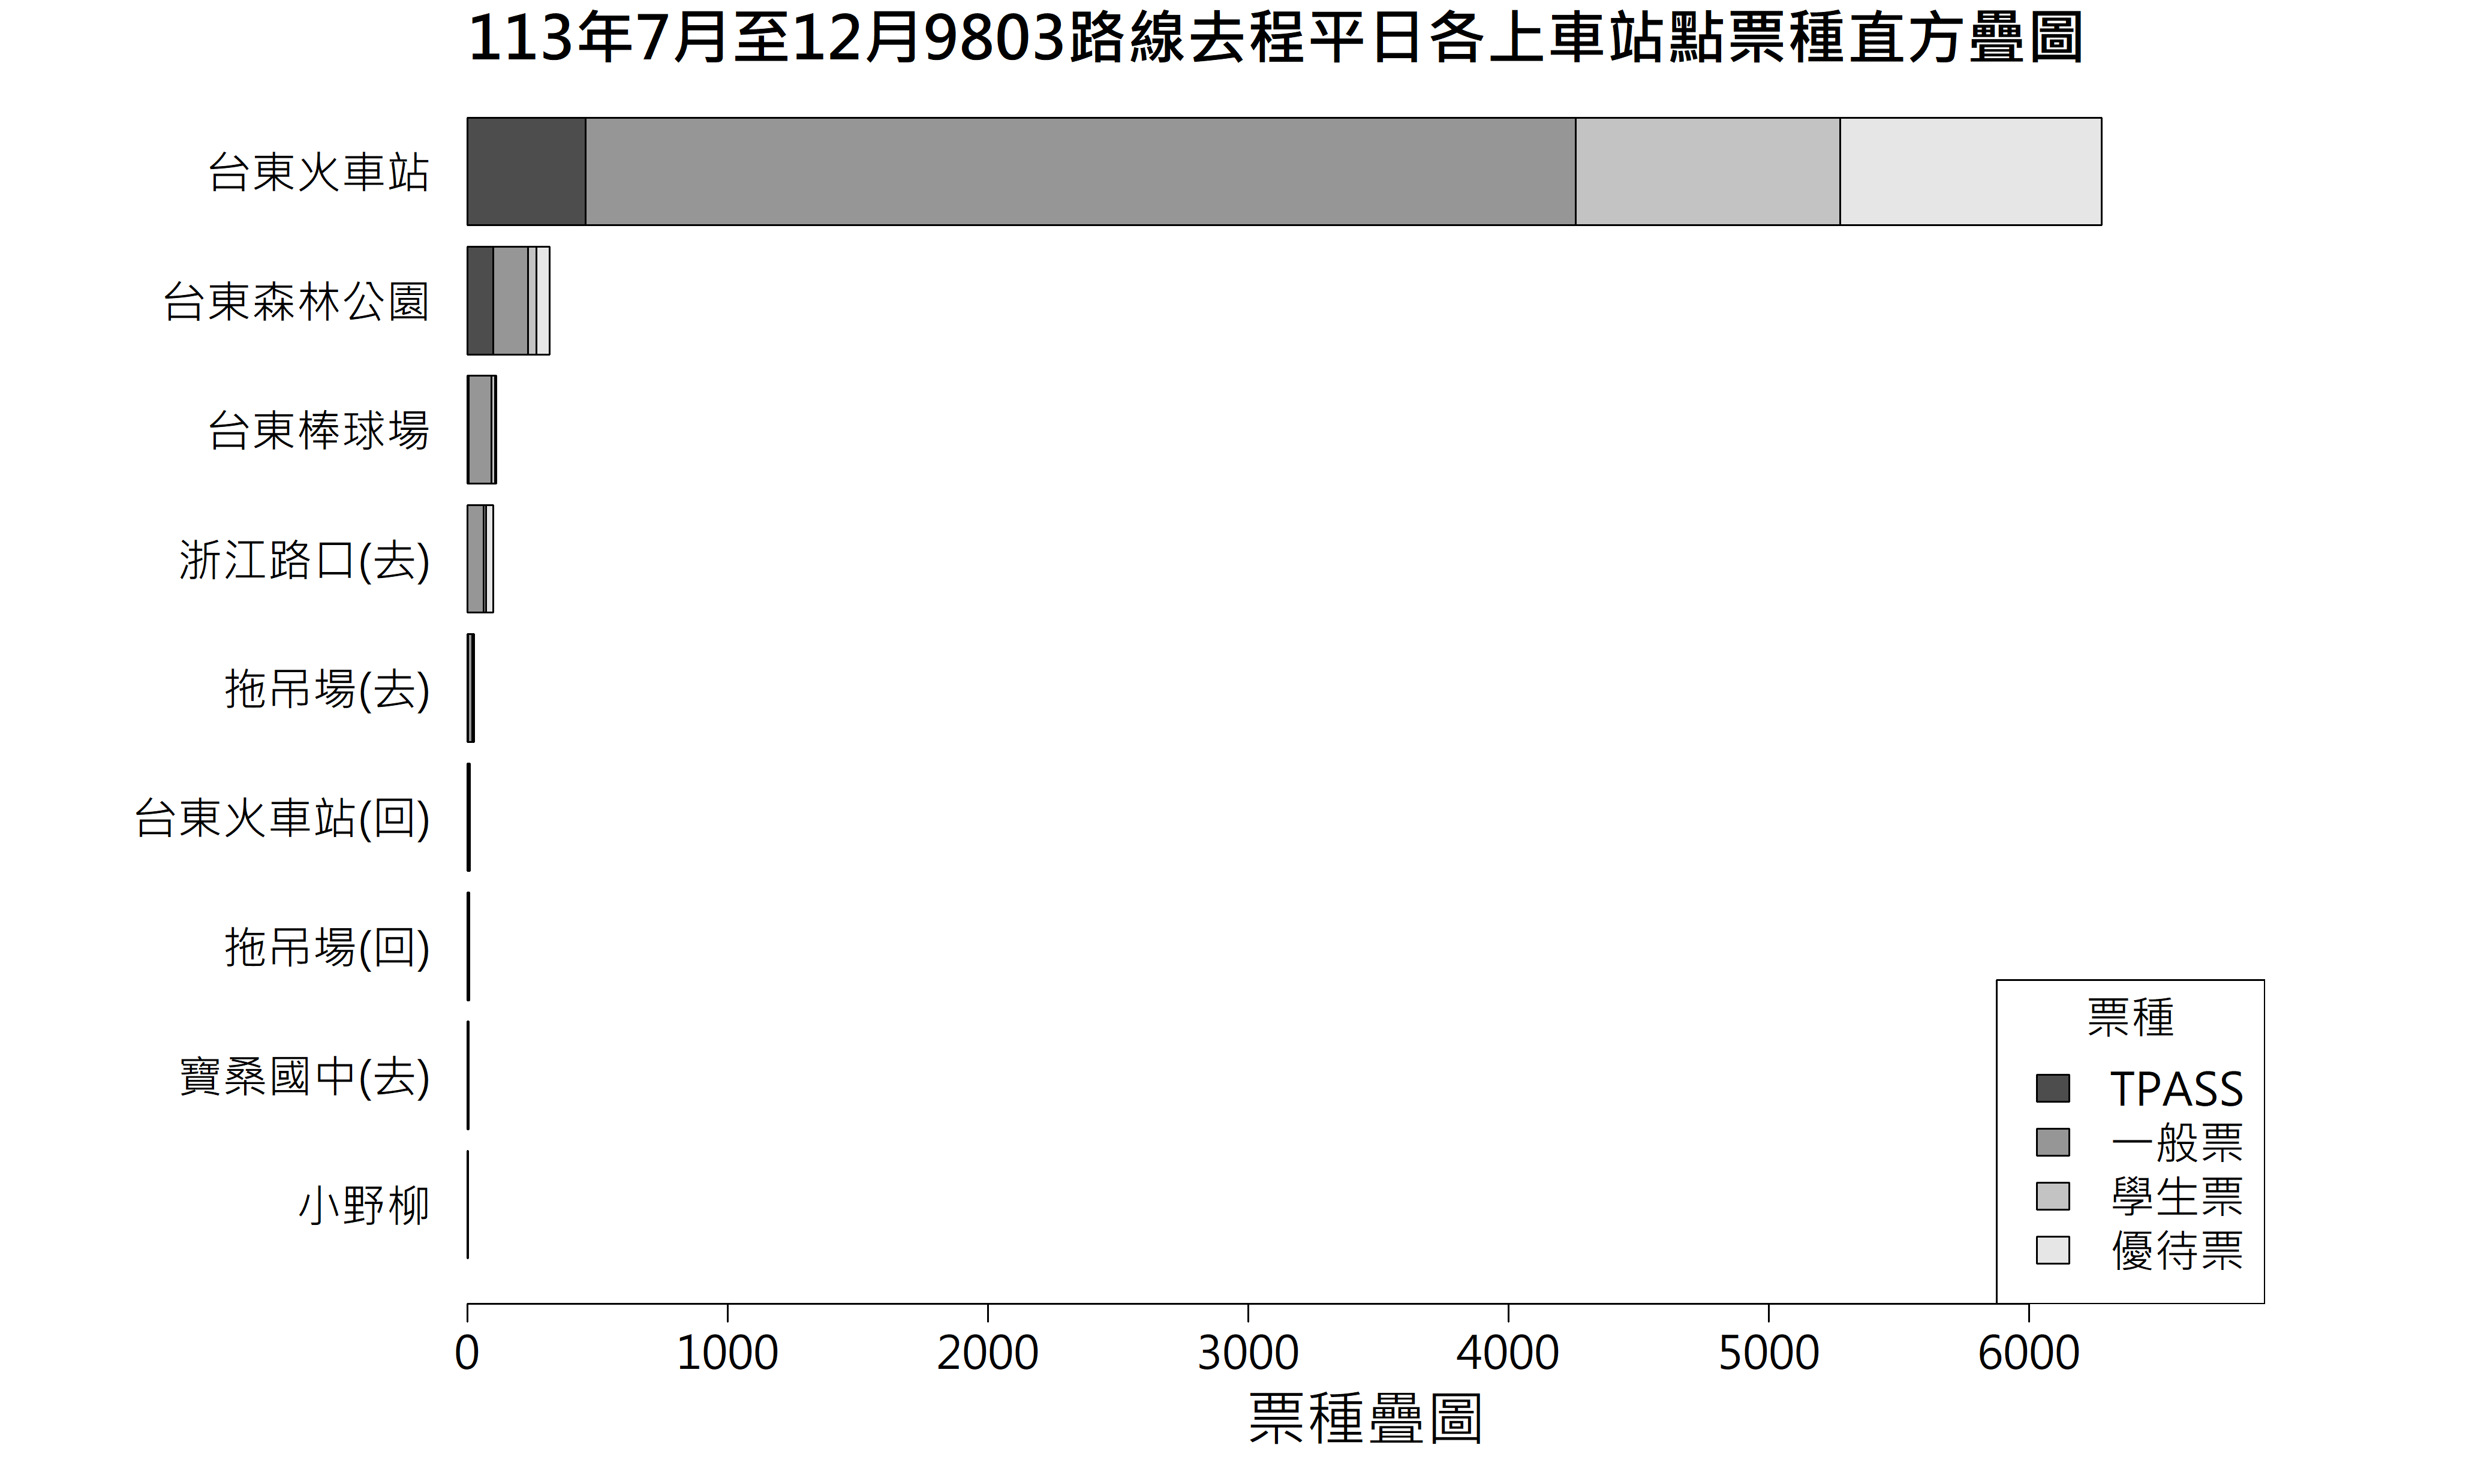 113年7月至12月9803路線去程平日各上車站點票種直方疊圖
台東火車站
台東森林公園
台東棒球場
浙江路口(去)
拖吊場(去)
台東火車站(回)
拖吊場(回)
寶桑國中(去)
小野柳
票種
TPASS
一般票
學生票
優待票
0 1000 2000 3000 4000 5000 6000
票種疊圖